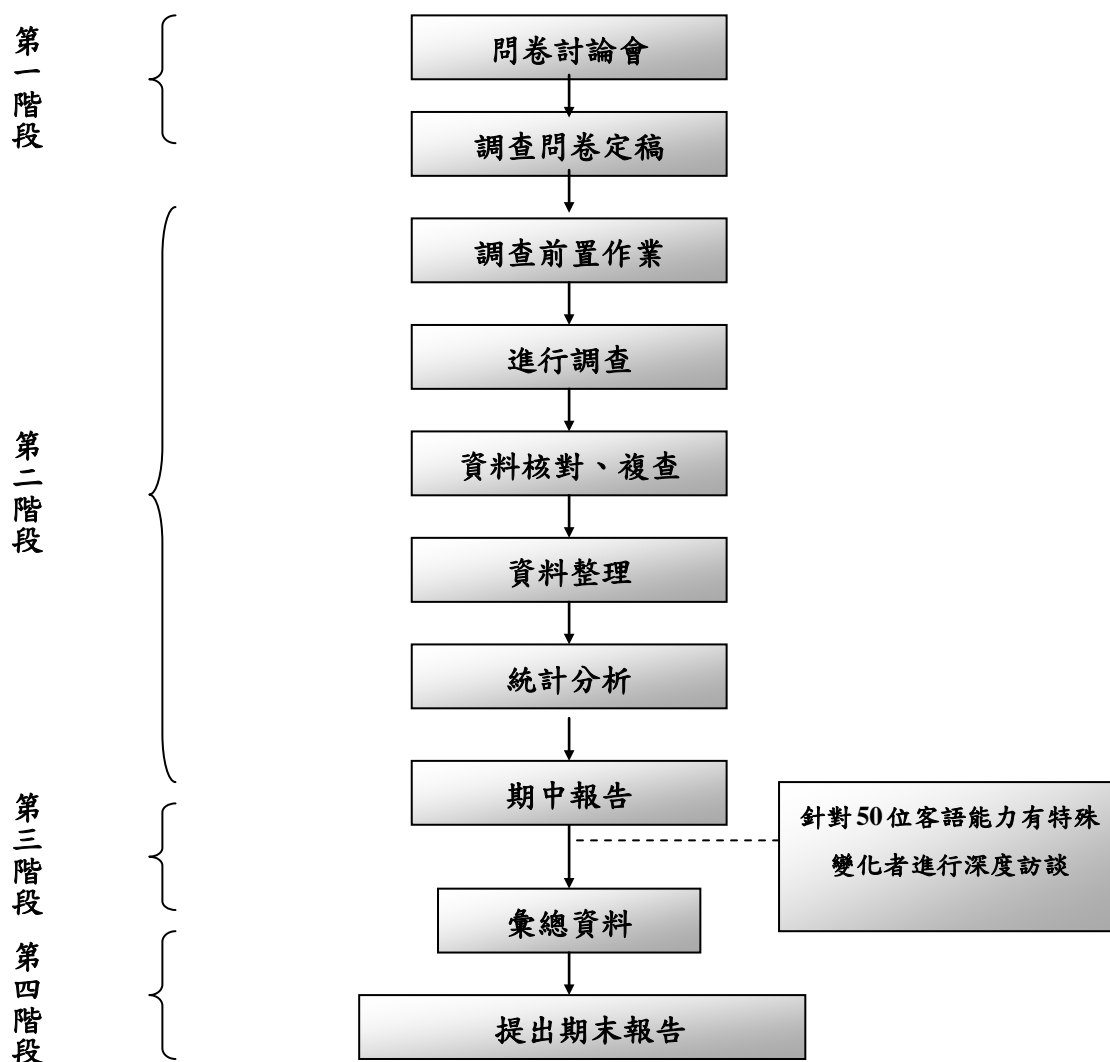 第一階段
問卷討論會
調查問卷定稿
第二階段
調查前置作業
進行調查
資料核對、複查
資料整理
統計分析
期中報告
第三階段
針對50位客語能力有特殊
變化者進行深度訪談
彙總資料
第四階段
提出期末報告